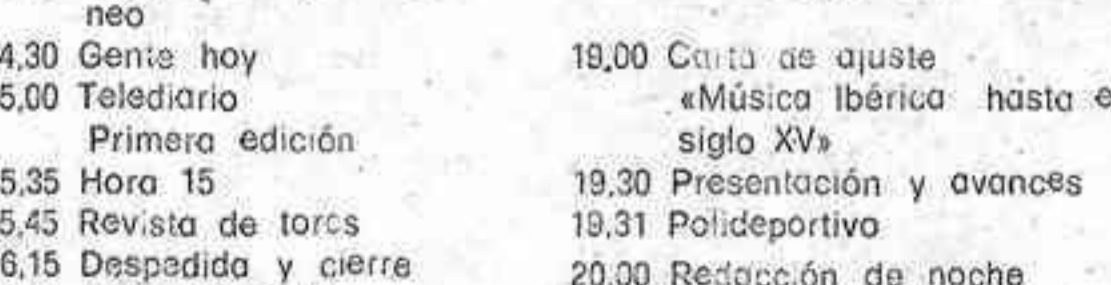 neo
4,30 Gente hoy
5,00 Telediario
Primera edición
5,35 Hora 15
5,45 Revista de toros
6,15 Despedida y cierre
19,00 Carta de ajuste
«Música Ibérica hasta e
siglo XV»
19,30 Presentación y avances
19,31 Polideportivo
20,00 Redacción de noche